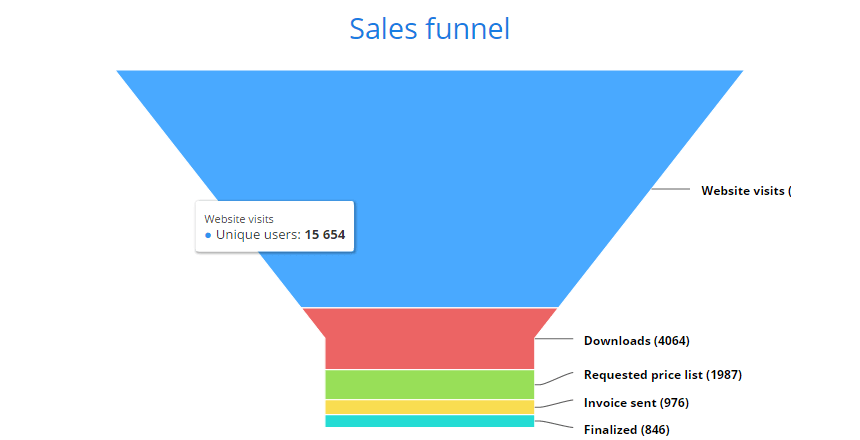 Sales funnel
Website visits (
Website visits
● Unique users: 15 654
Downloads (4064)
Requested price list (1987)
Invoice sent (976)
Finalized (846)